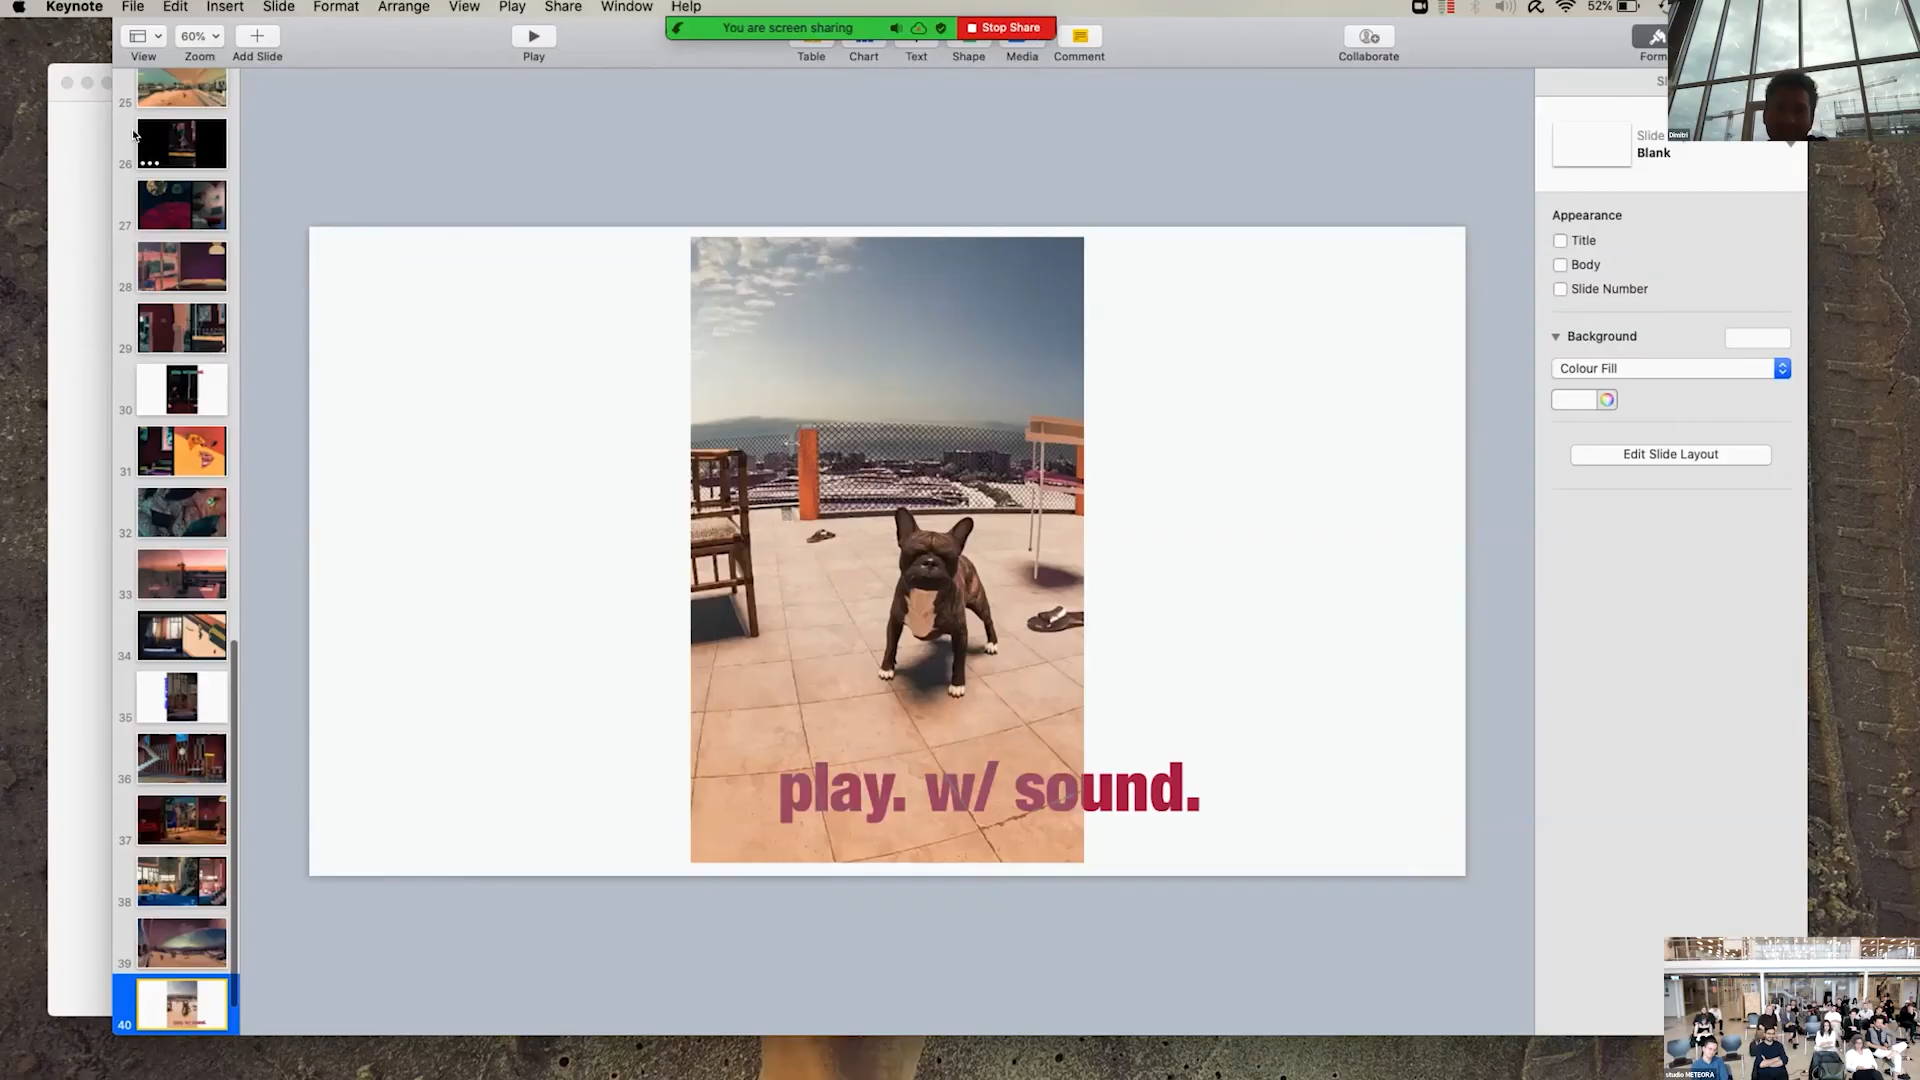 Keynote File Edit Insert Slide Format Arrange View Play Share Window Help
52%
You are screen sharing
Stop Share
60%
View Zoom Add Slide Play Table Chart Text Shape Media Comment Collaborate
Dimitri
Slide
Blank
Appearance
Title
Body
Slide Number
Background
Colour Fill
Edit Slide Layout
25
26
27
28
29
30
31
32
33
34
35
36
37
38
39
40
play. w/ sound.
studio METEORA